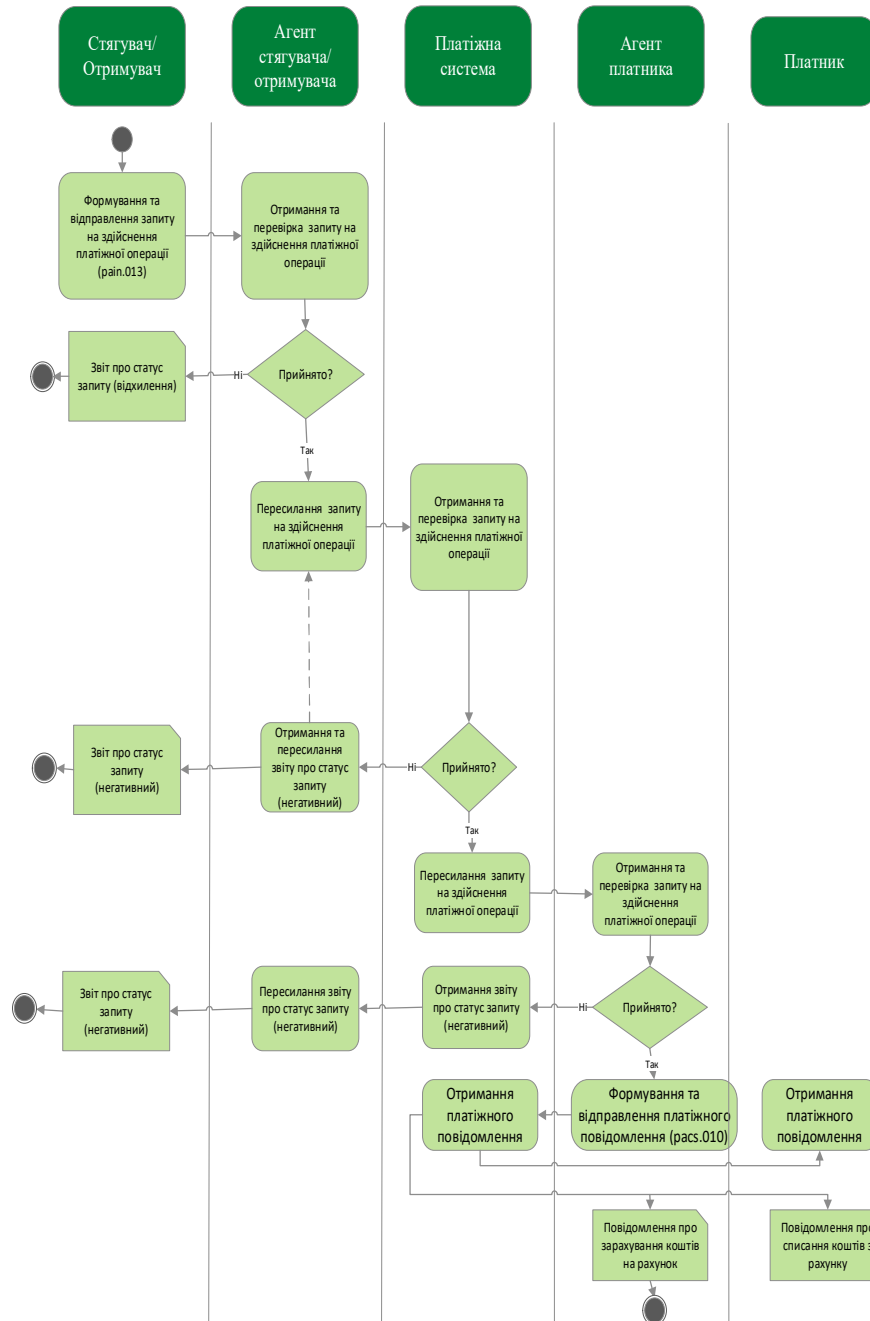 Стягувач/
Отримувач
Агент
стягувача/
отримувача
Платіжна
система
Агент
платника
Платник
Формування та
відправлення запиту
на здійснення
платіжної операції
(pain.013)
Отримання та
перевірка запиту на
здійснення платіжної
операції
Звіт про статус
запиту (відхилення)
Ні
Прийнято?
Так
Пересилання запиту
на здійснення
платіжної операції
Отримання та
перевірка запиту на
здійснення платіжної
операції
Звіт про статус
запиту
(негативний)
Отримання та
пересилання
звіту про статус
запиту
(негативний)
Ні
Прийнято?
Так
Пересилання запиту
на здійснення
платіжної операції
Отримання та
перевірка запиту на
здійснення
платіжної операції
Звіт про статус
запиту
(негативний)
Пересилання звіту
про статус запиту
(негативний)
Отримання звіту
про статус запиту
(негативний)
Ні
Прийнято?
Так
Отримання
платіжного
повідомлення
Формування та
відправлення платіжного
повідомлення (pacs.010)
Отримання
платіжного
повідомлення
Повідомлення про
зарахування коштів
на рахунок
Повідомлення про
списання коштів з
рахунку